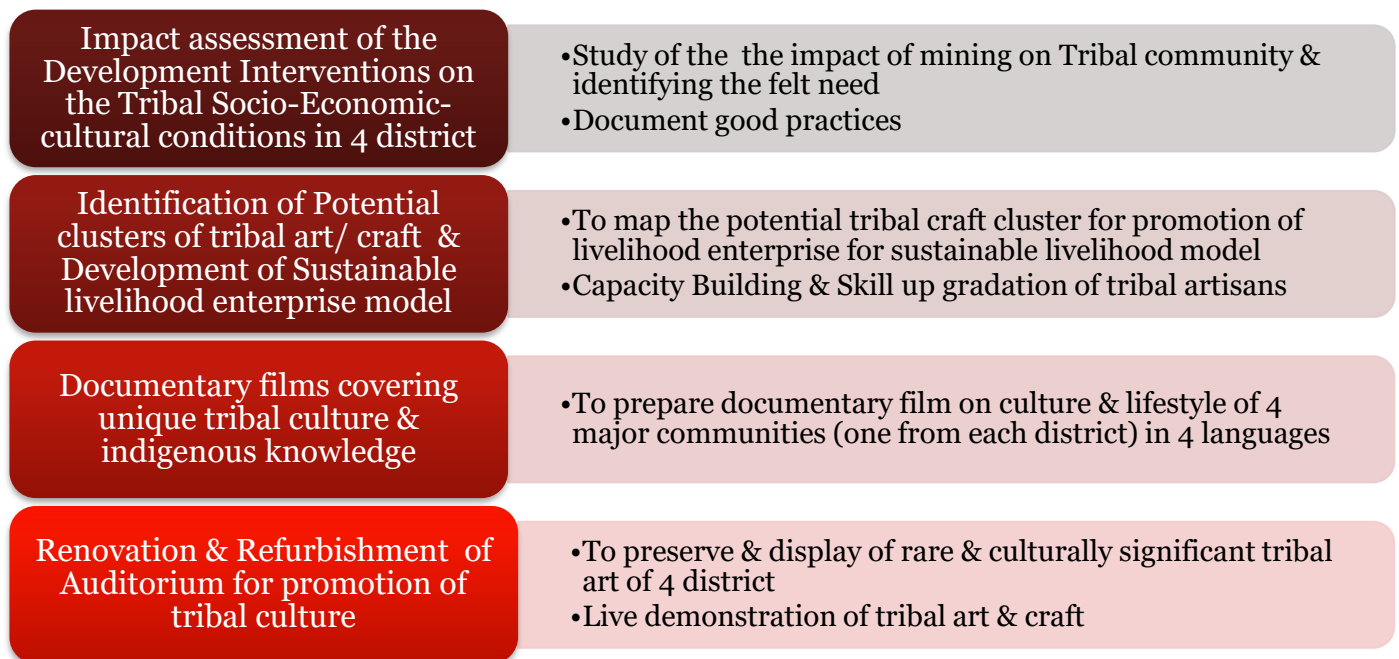 Impact assessment of the
Development Interventions on
the Tribal Socio-Economic-
cultural conditions in 4 district
•Study of the the impact of mining on Tribal community &
identifying the felt need
•Document good practices
Identification of Potential
clusters of tribal art/ craft &
Development of Sustainable
livelihood enterprise model
•To map the potential tribal craft cluster for promotion of
livelihood enterprise for sustainable livelihood model
•Capacity Building & Skill up gradation of tribal artisans
Documentary films covering
unique tribal culture &
indigenous knowledge
•To prepare documentary film on culture & lifestyle of 4
major communities (one from each district) in 4 languages
Renovation & Refurbishment of
Auditorium for promotion of
tribal culture
•To preserve & display of rare & culturally significant tribal
art of 4 district
•Live demonstration of tribal art & craft